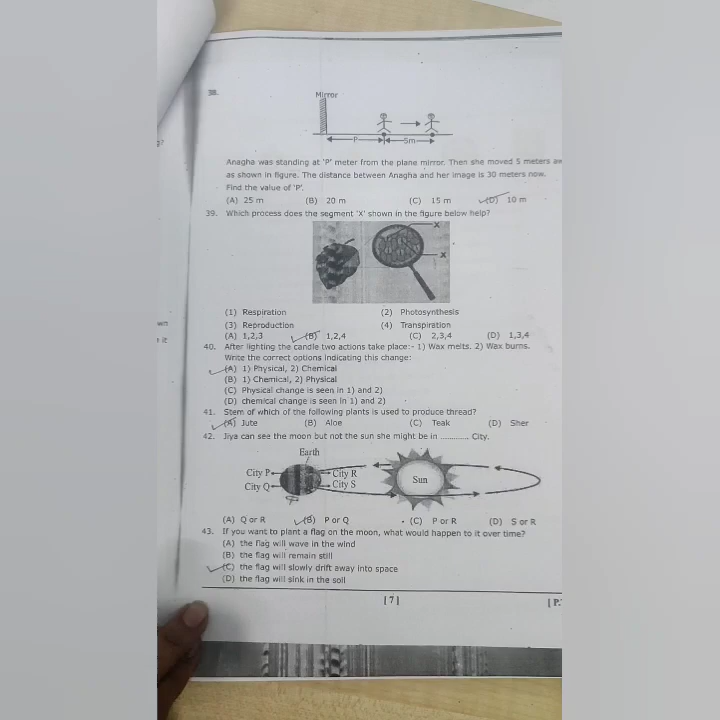 38.
Mirror
P
5m
Anagha was standing at 'P' meter from the plane mirror. Then she moved 5 meters aw
as shown in figure. The distance between Anagha and her image is 30 meters now.
Find the value of 'P'.
(A) 25 m (B) 20 m (C) 15 m (D) 10 m
39. Which process does the segment 'X' shown in the figure below help?
X
X
(1) Respiration (2) Photosynthesis
(3) Reproduction (4) Transpiration
(A) 1,2,3 (B) 1,2,4 (C) 2,3,4 (D) 1,3,4
40. After lighting the candle two actions take place:- 1) Wax melts. 2) Wax burns.
Write the correct options indicating this change:
(A) 1) Physical, 2) Chemical
(B) 1) Chemical, 2) Physical
(C) Physical change is seen in 1) and 2)
(D) chemical change is seen in 1) and 2)
41. Stem of which of the following plants is used to produce thread?
(A) Jute (B) Aloe (C) Teak (D) Sher
42. Jiya can see the moon but not the sun she might be in ............ City.
Earth
City P City R
City Q City S
Sun
(A) Q or R (B) P or Q (C) P or R (D) S or R
43. If you want to plant a flag on the moon, what would happen to it over time?
(A) the flag will wave in the wind
(B) the flag will remain still
(C) the flag will slowly drift away into space
(D) the flag will sink in the soil
[ 7 ]
[ P.